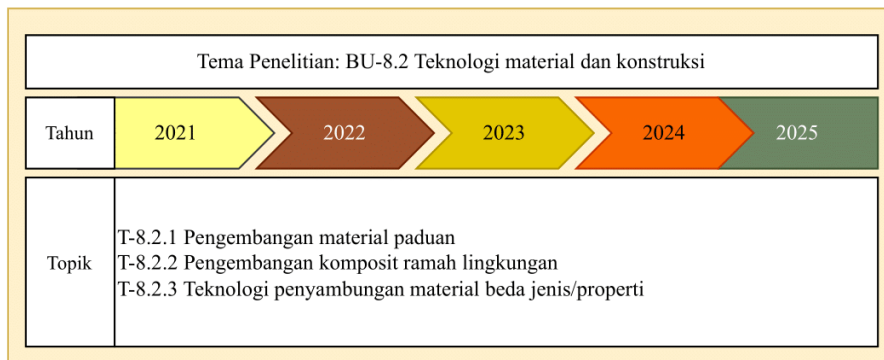 Tema Penelitian: BU-8.2 Teknologi material dan konstruksi
Tahun
2021
2022
2023
2024
2025
Topik
T-8.2.1 Pengembangan material paduan
T-8.2.2 Pengembangan komposit ramah lingkungan
T-8.2.3 Teknologi penyambungan material beda jenis/properti